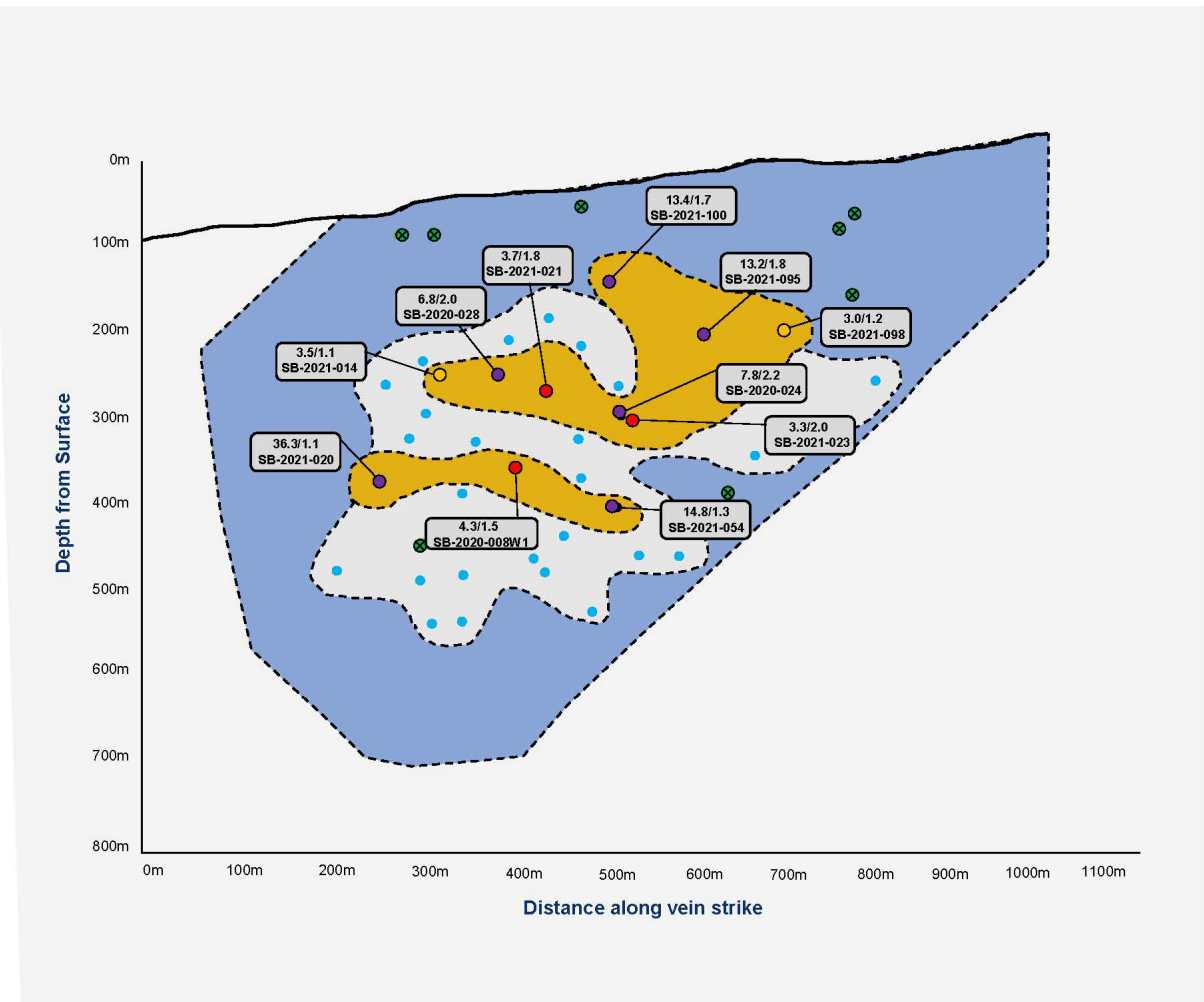 0m
13.4/1.7
SB-2021-100
100m
3.7/1.8
SB-2021-021
13.2/1.8
SB-2021-095
6.8/2.0
SB-2020-028
3.0/1.2
SB-2021-098
200m
3.5/1.1
SB-2021-014
7.8/2.2
SB-2020-024
300m
3.3/2.0
SB-2021-023
36.3/1.1
SB-2021-020
400m
14.8/1.3
SB-2021-054
4.3/1.5
SB-2020-008W1
500m
600m
700m
800m
Depth from Surface
0m
100m
200m
300m
400m
500m
600m
700m
800m
900m
1000m
1100m
Distance along vein strike